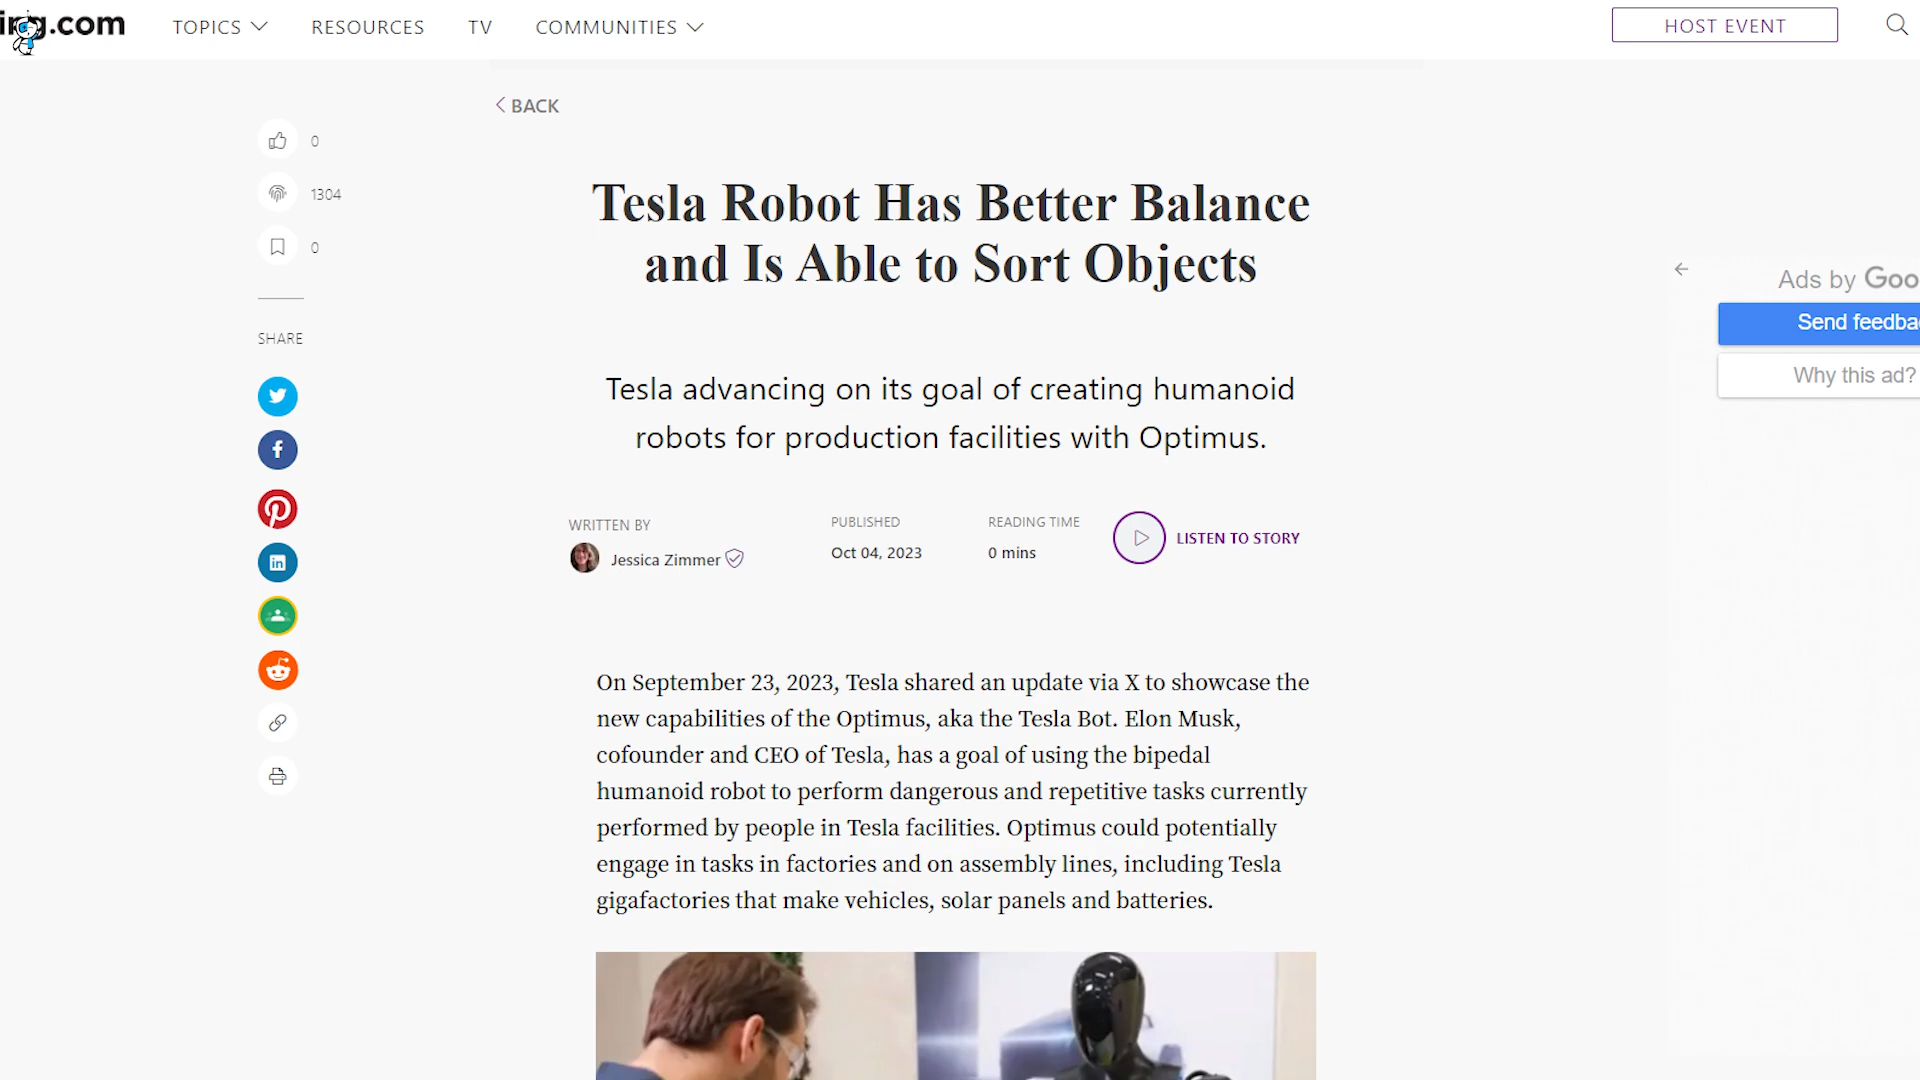 .com
TOPICS
RESOURCES
TV
COMMUNITIES
HOST EVENT
BACK
0
1304
0
SHARE
Tesla Robot Has Better Balance
and Is Able to Sort Objects
Tesla advancing on its goal of creating humanoid
robots for production facilities with Optimus.
WRITTEN BY
Jessica Zimmer
PUBLISHED
Oct 04, 2023
READING TIME
0 mins
LISTEN TO STORY
On September 23, 2023, Tesla shared an update via X to showcase the
new capabilities of the Optimus, aka the Tesla Bot. Elon Musk,
cofounder and CEO of Tesla, has a goal of using the bipedal
humanoid robot to perform dangerous and repetitive tasks currently
performed by people in Tesla facilities. Optimus could potentially
engage in tasks in factories and on assembly lines, including Tesla
gigafactories that make vehicles, solar panels and batteries.
Ads by Goo
Send feedba
Why this ad?